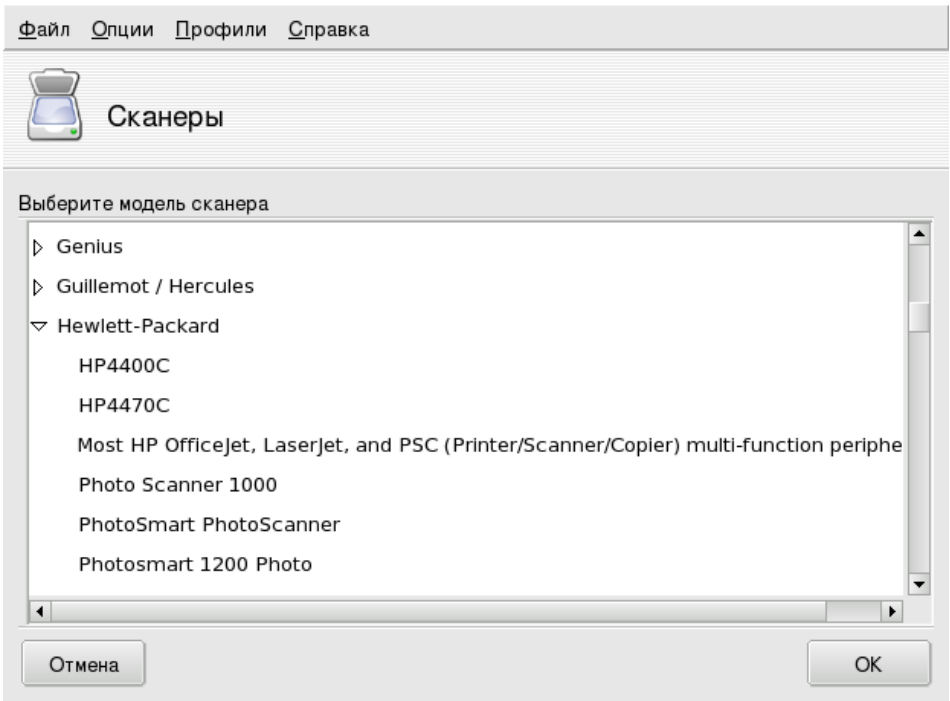 Файл Опции Профили Справка
Сканеры
Выберите модель сканера
Genius
Guillemot / Hercules
Hewlett-Packard
HP4400C
HP4470C
Most HP OfficeJet, LaserJet, and PSC (Printer/Scanner/Copier) multi-function periphe
Photo Scanner 1000
PhotoSmart PhotoScanner
Photosmart 1200 Photo
Отмена OK